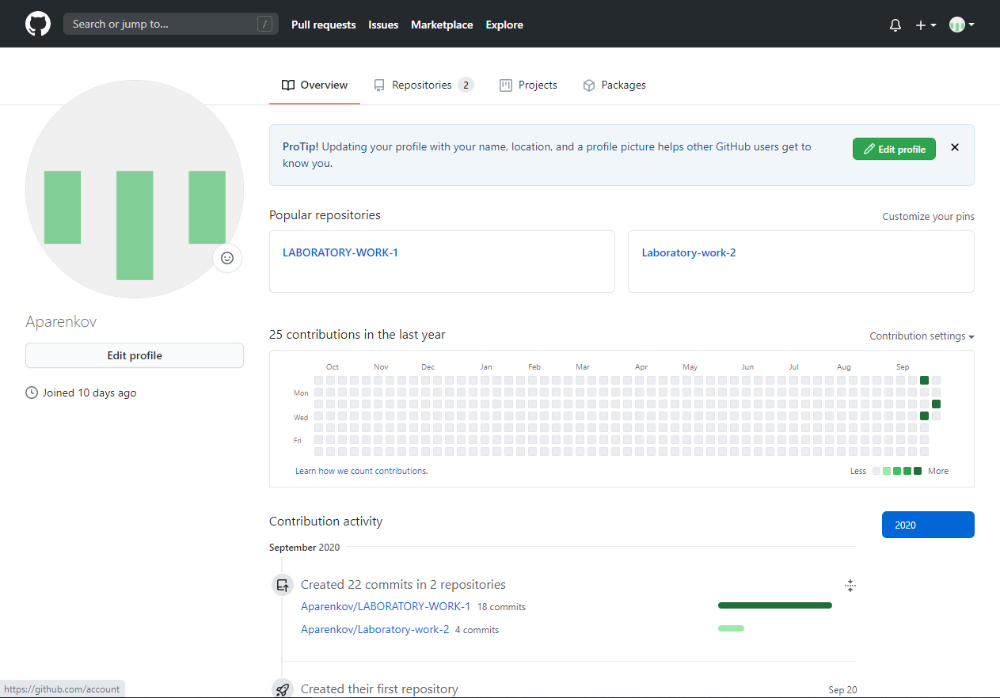 Search or jump to... / Pull requests Issues Marketplace Explore
Overview Repositories 2 Projects Packages
ProTip! Updating your profile with your name, location, and a profile picture helps other GitHub users get to
know you.
Edit profile
Popular repositories Customize your pins
LABORATORY-WORK-1 Laboratory-work-2
Aparenkov
Edit profile
Joined 10 days ago
25 contributions in the last year Contribution settings
Oct Nov Dec Jan Feb Mar Apr May Jun Jul Aug Sep
Mon
Wed
Fri
Learn how we count contributions. Less More
Contribution activity 2020
September 2020
Created 22 commits in 2 repositories
Aparenkov/LABORATORY-WORK-1 18 commits
Aparenkov/Laboratory-work-2 4 commits
Created their first repository Sep 20
https://github.com/account